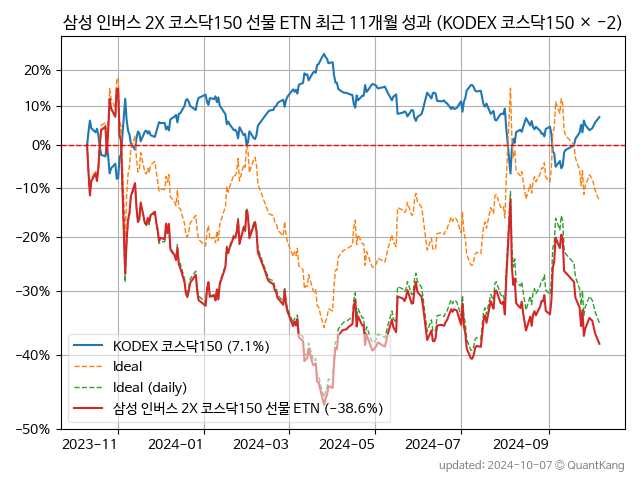 삼성 인버스 2X 코스닥150 선물 ETN 최근 11개월 성과 (KODEX 코스닥150 × −2)
20%
10%
0%
−10%
−20%
−30%
−40%
−50%
KODEX 코스닥150 (7.1%)
Ideal
Ideal (daily)
삼성 인버스 2X 코스닥150 선물 ETN (−38.6%)
2023−11 2024−01 2024−03 2024−05 2024−07 2024−09
updated: 2024-10-07 © QuantKang